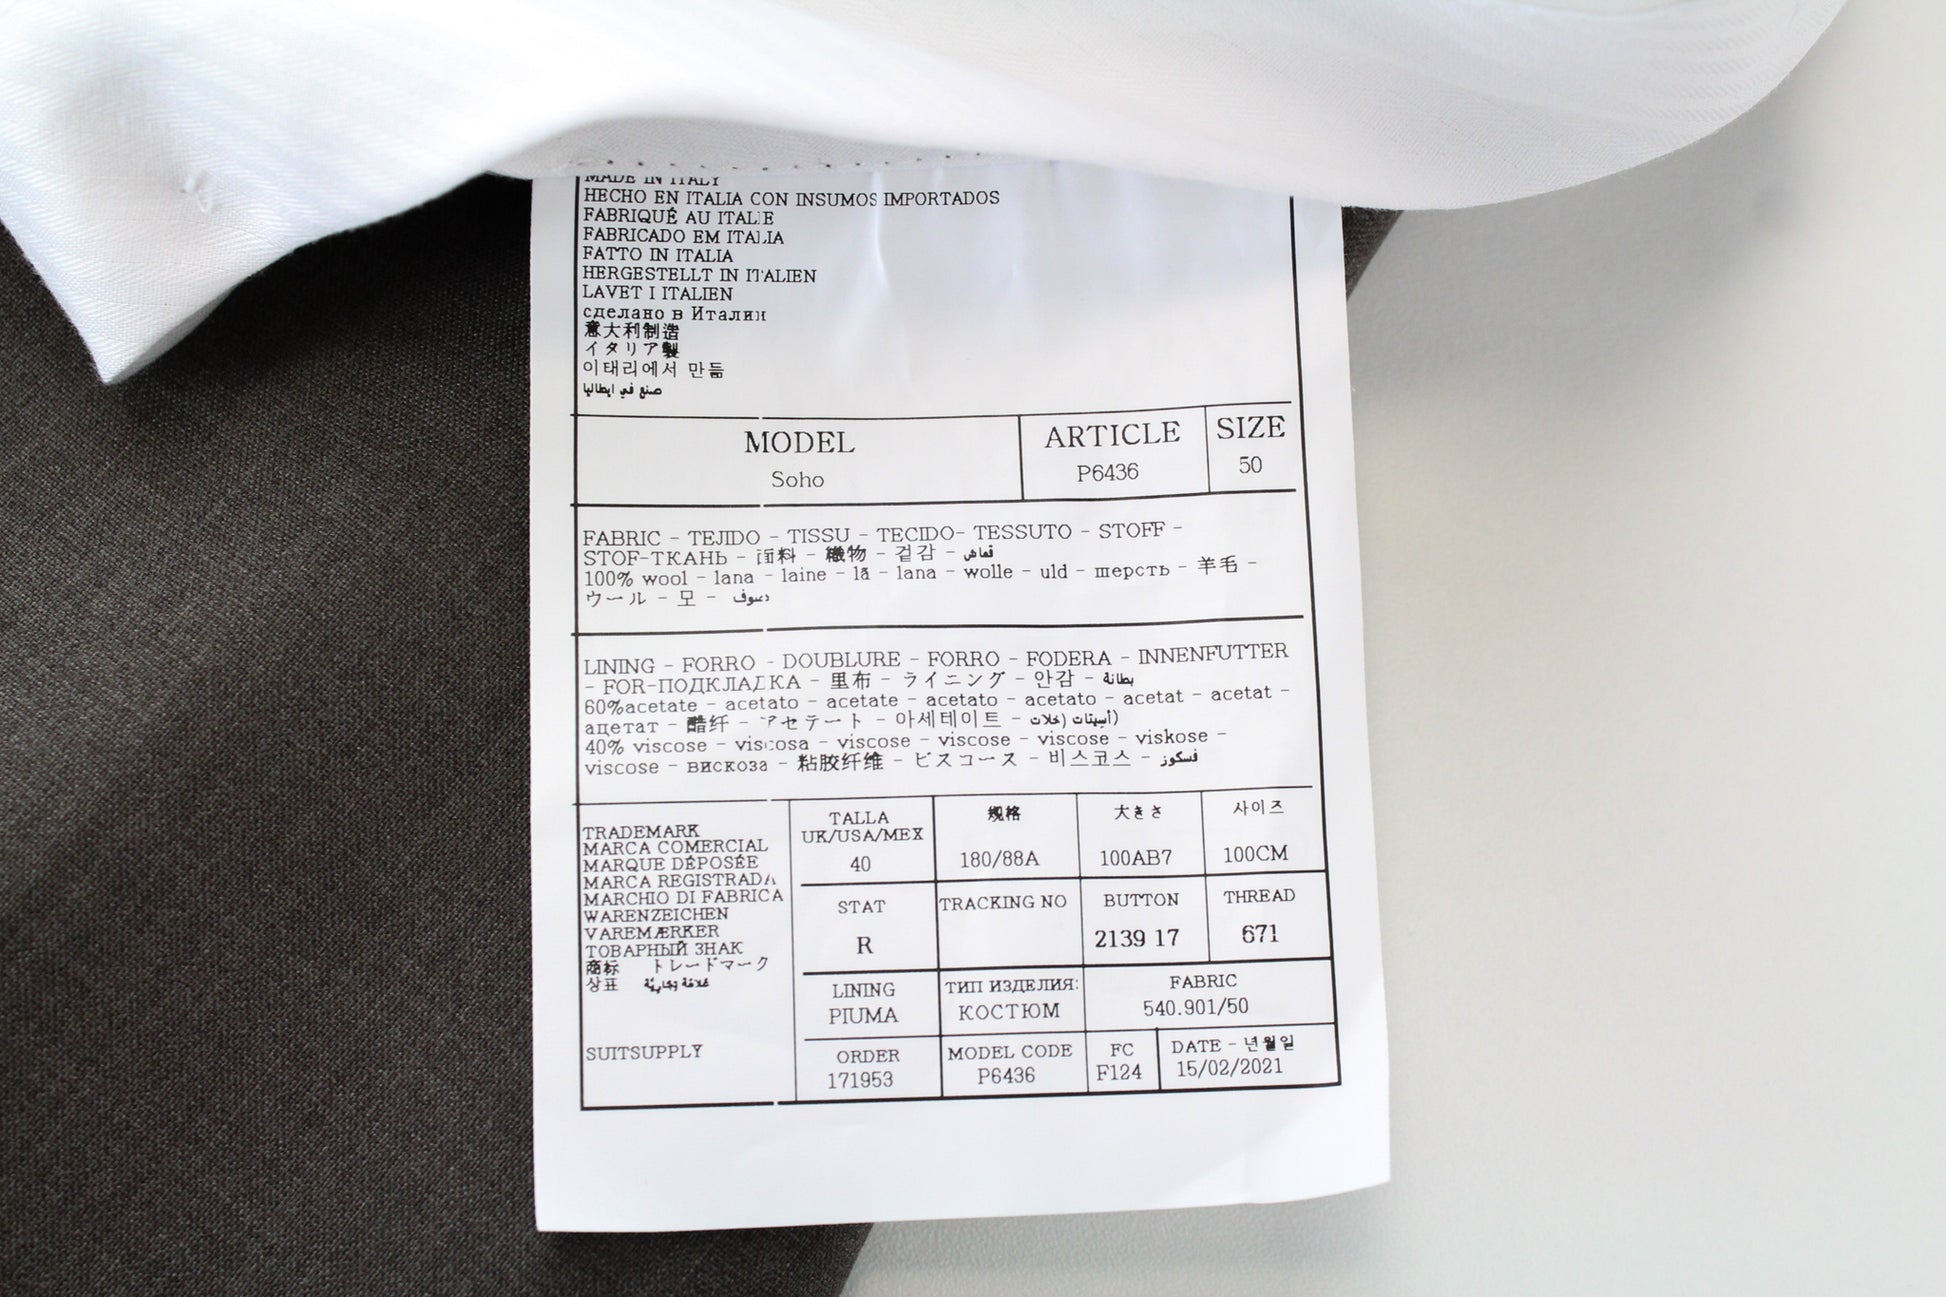 MADE IN ITALY
HECHO EN ITALIA CON INSUMOS IMPORTADOS
FABRIQUÉ AU ITALIE
FABRICADO EM ITALIA
FATTO IN ITALIA
HERGESTELLT IN ITALIEN
LAVET I ITALIEN
сделано в Италии
意大利制造
イタリア製
이태리에서 만듦
صنع في ايطاليا
MODEL
Soho
ARTICLE
P6436
SIZE
50
FABRIC - TEJIDO - TISSU - TECIDO- TESSUTO - STOFF -
STOF-ТКАНЬ - 面料 - 織物 - 겉감 - قماش
100% wool - lana - laine - lã - lana - wolle - uld - шерсть - 羊毛 -
ウール - 모 -
LINING - FORRO - DOUBLURE - FORRO - FODERA - INNENFUTTER
- FOR-ПОДКЛАДКА - 里布 - ライニング - 안감 - بطانة
60%acetate - acetato - acetate - acetato - acetato - acetat - acetat -
ацетат - 醋纤 - アセテート - 아세테이트 - أسيتات (خلات)
40% viscose - viscosa - viscose - viscose - viscose - viskose -
viscose - вискоза - 粘胶纤维 - ビスコース - 비스코스 - فسكوز
TRADEMARK
MARCA COMERCIAL
MARQUE DÉPOSÉE
MARCA REGISTRADA
MARCHIO DI FABRICA
WARENZEICHEN
VAREMÆRKER
ТОВАРНЫЙ ЗНАК
商标 トレードマーク
상표 علامة تجاريّة
SUITSUPPLY
TALLA
UK/USA/MEX
40
规格
180/88A
大きさ
100AB7
사이즈
100CM
STAT
R
TRACKING NO
BUTTON
2139 17
THREAD
671
LINING
PIUMA
ТИП ИЗДЕЛИЯ:
КОСТЮМ
FABRIC
540.901/50
ORDER
171953
MODEL CODE
P6436
FC
F124
DATE - 년월일
15/02/2021